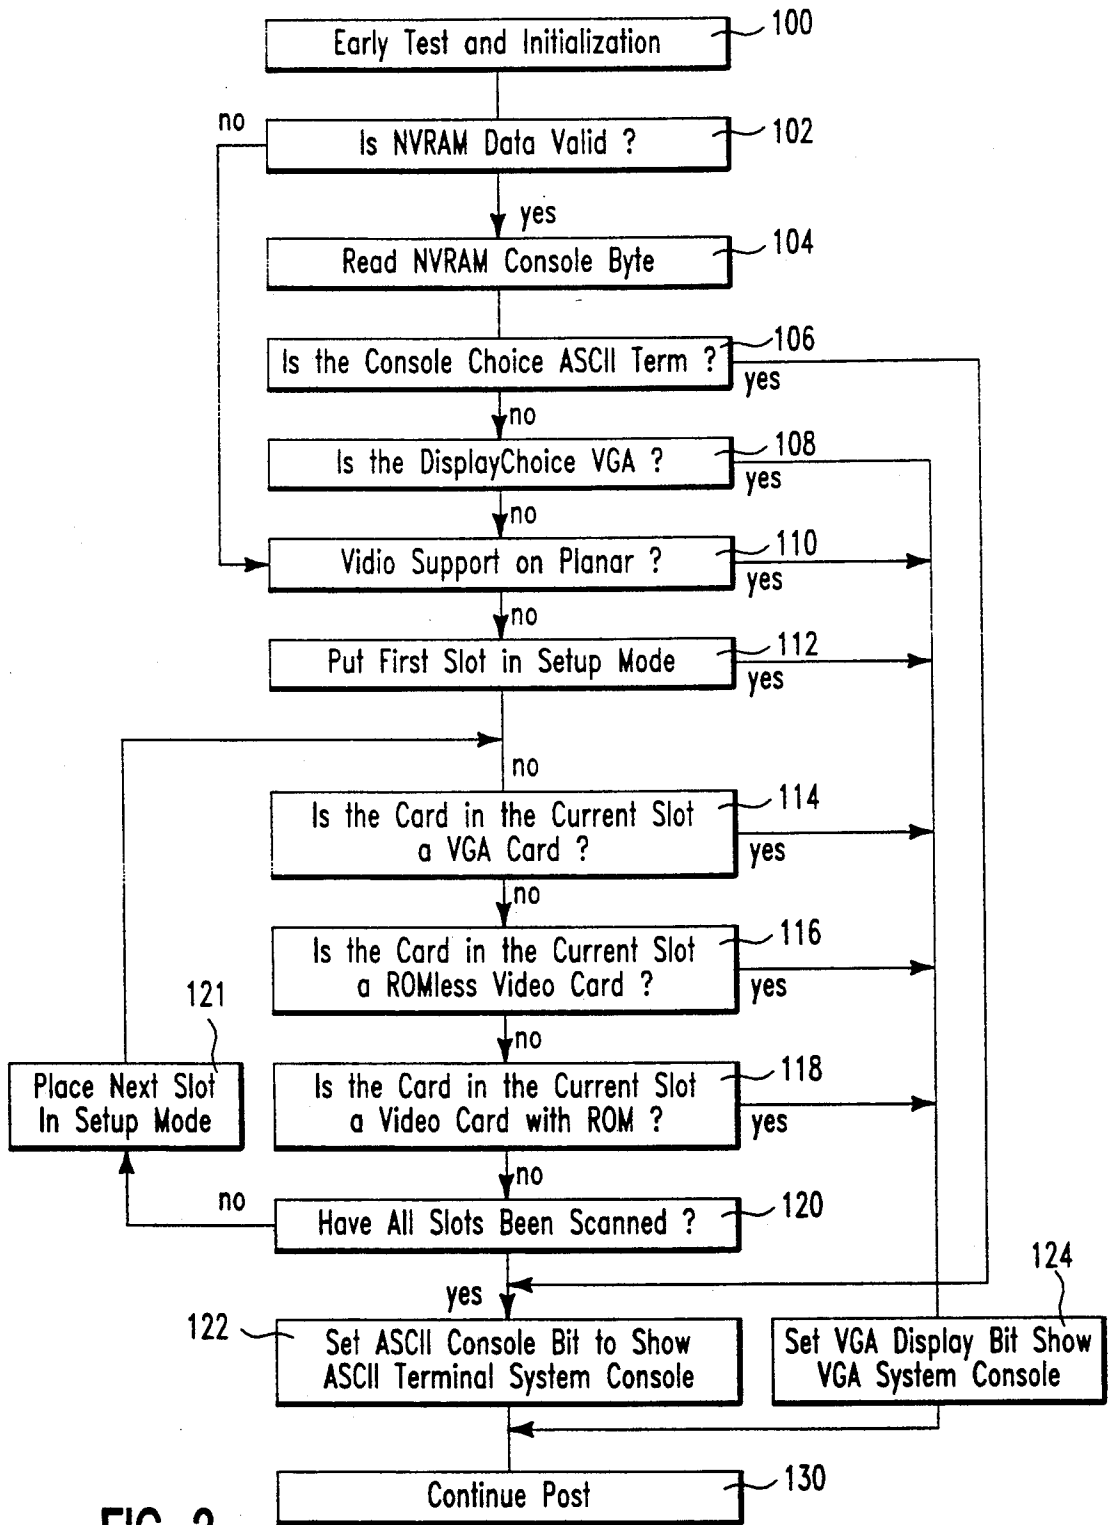 Early Test and Initialization
100
no
Is NVRAM Data Valid ?
102
yes
Read NVRAM Console Byte
104
Is the Console Choice ASCII Term ?
106
yes
no
Is the DisplayChoice VGA ?
108
yes
no
Vidio Support on Planar ?
110
yes
no
Put First Slot in Setup Mode
112
yes
no
Is the Card in the Current Slot
a VGA Card ?
114
yes
no
Is the Card in the Current Slot
a ROMless Video Card ?
116
yes
no
121
Place Next Slot
In Setup Mode
Is the Card in the Current Slot
a Video Card with ROM ?
118
yes
no
no
Have All Slots Been Scanned ?
120
yes
122
Set ASCII Console Bit to Show
ASCII Terminal System Console
124
Set VGA Display Bit Show
VGA System Console
Continue Post
130